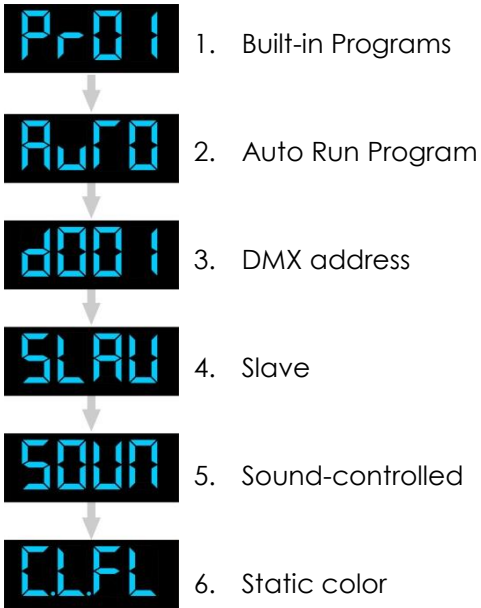 Pr01 1. Built-in Programs
AuTO 2. Auto Run Program
d001 3. DMX address
SLAU 4. Slave
SOUn 5. Sound-controlled
C.L.FL 6. Static color